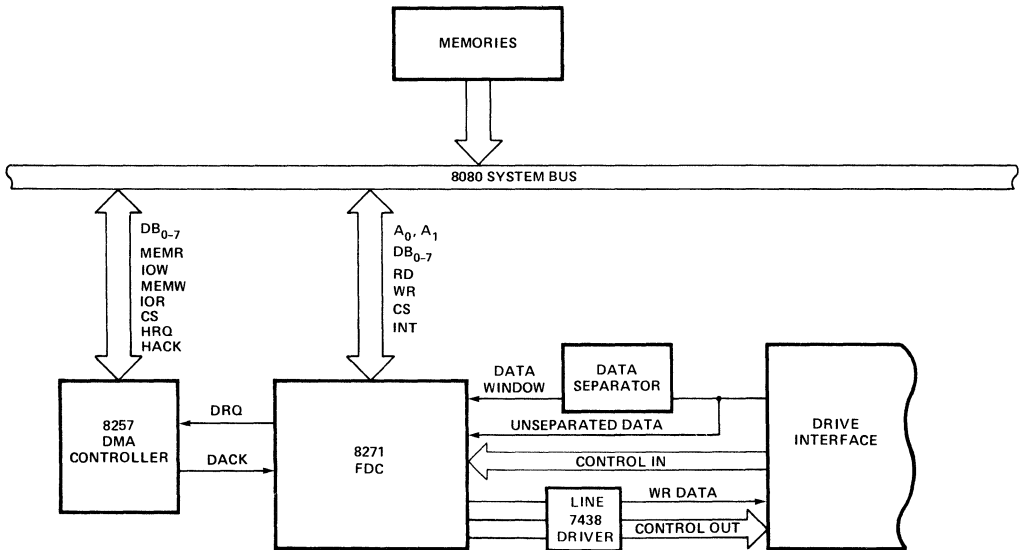 MEMORIES
8080 SYSTEM BUS
DB0-7
MEMR
IOW
MEMW
IOR
CS
HRQ
HACK
A0, A1
DB0-7
RD
WR
CS
INT
8257
DMA
CONTROLLER
DRQ
DACK
8271
FDC
DATA
WINDOW
DATA
SEPARATOR
UNSEPARATED DATA
CONTROL IN
LINE
7438
DRIVER
WR DATA
CONTROL OUT
DRIVE
INTERFACE